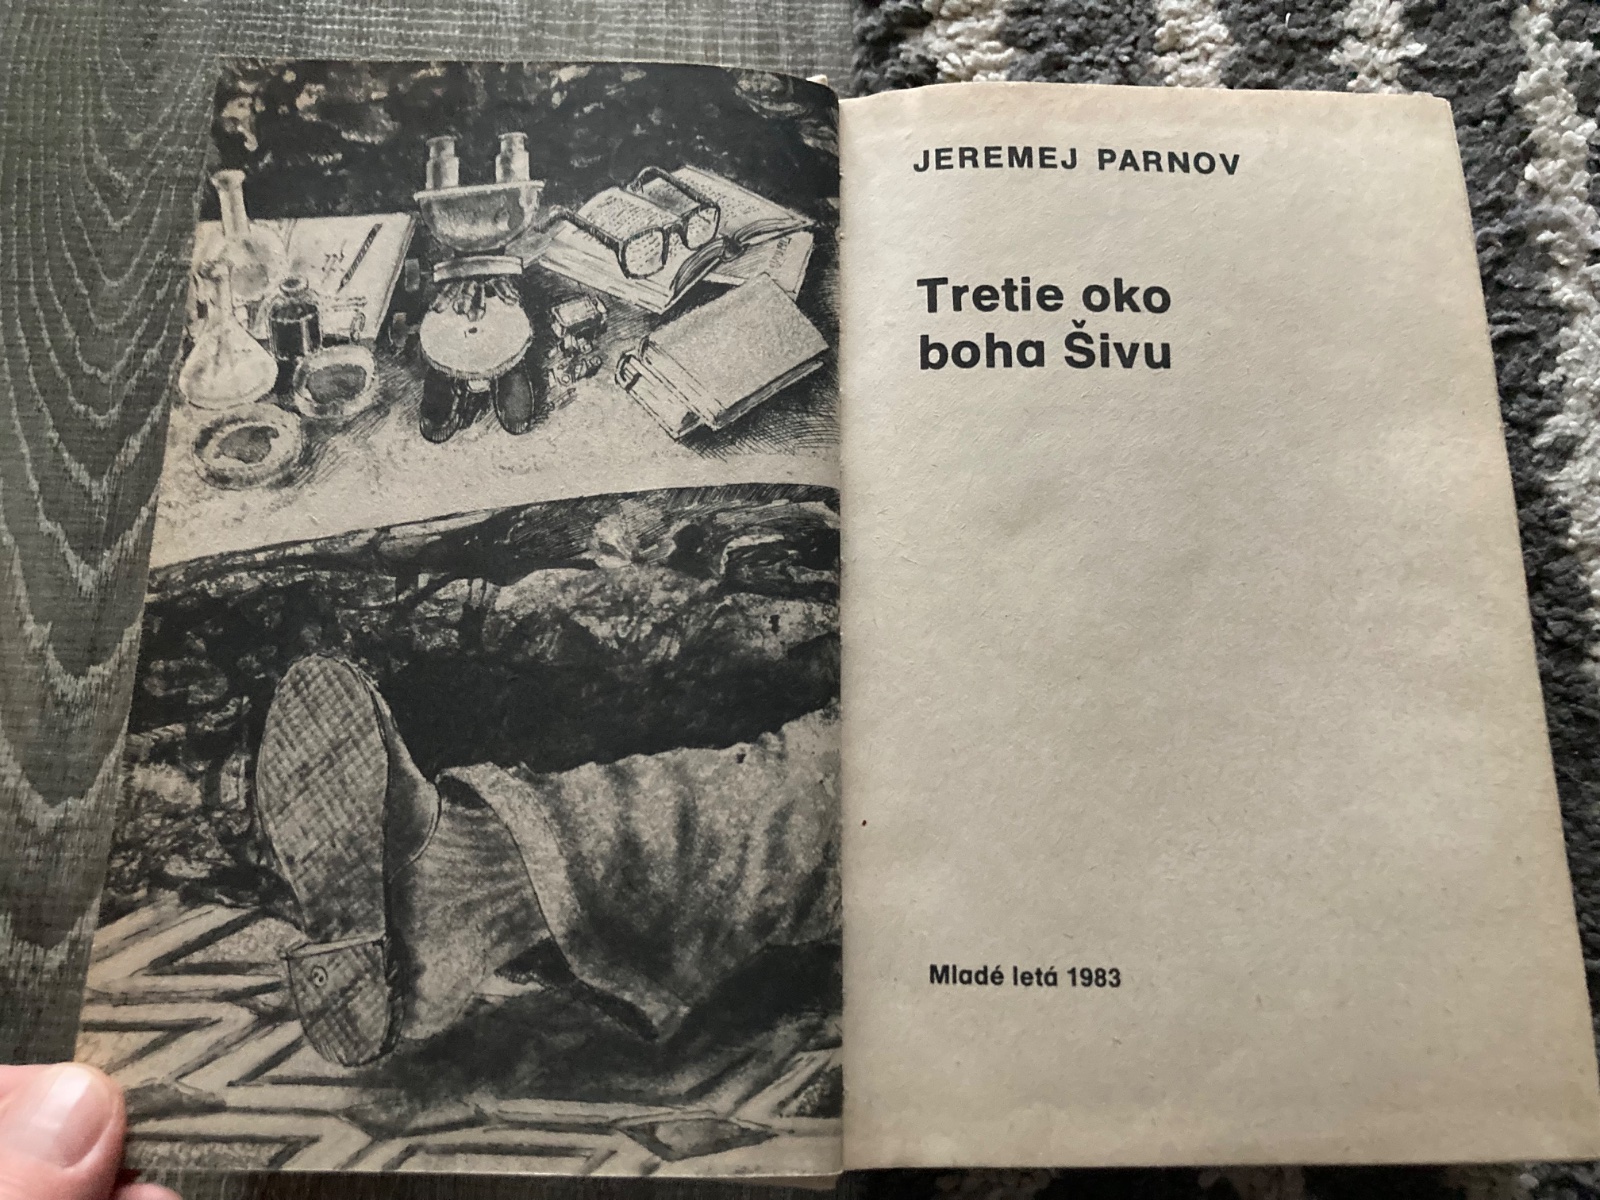 JEREMEJ PARNOV
Tretie oko
boha Šivu
Mladé letá 1983